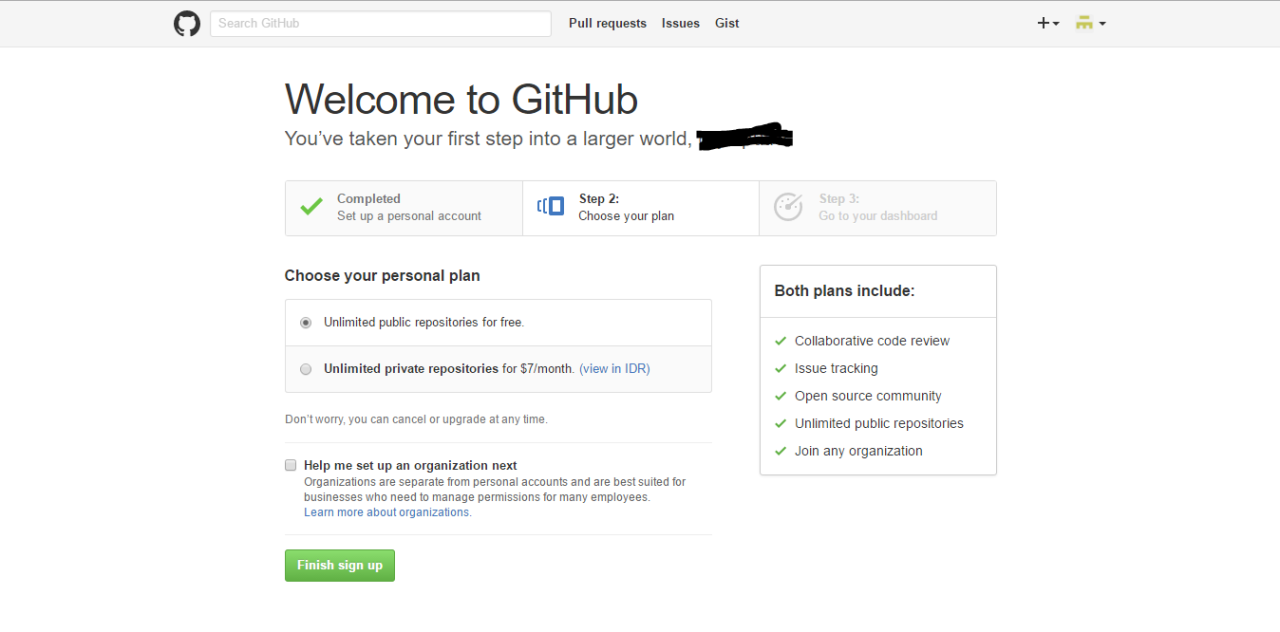 Search GitHub
Pull requests Issues Gist
Welcome to GitHub
You’ve taken your first step into a larger world,
Completed
Set up a personal account
Step 2:
Choose your plan
Step 3:
Go to your dashboard
Choose your personal plan
Unlimited public repositories for free.
Unlimited private repositories for $7/month. (view in IDR)
Don’t worry, you can cancel or upgrade at any time.
Help me set up an organization next
Organizations are separate from personal accounts and are best suited for
businesses who need to manage permissions for many employees.
Learn more about organizations.
Finish sign up
Both plans include:
Collaborative code review
Issue tracking
Open source community
Unlimited public repositories
Join any organization